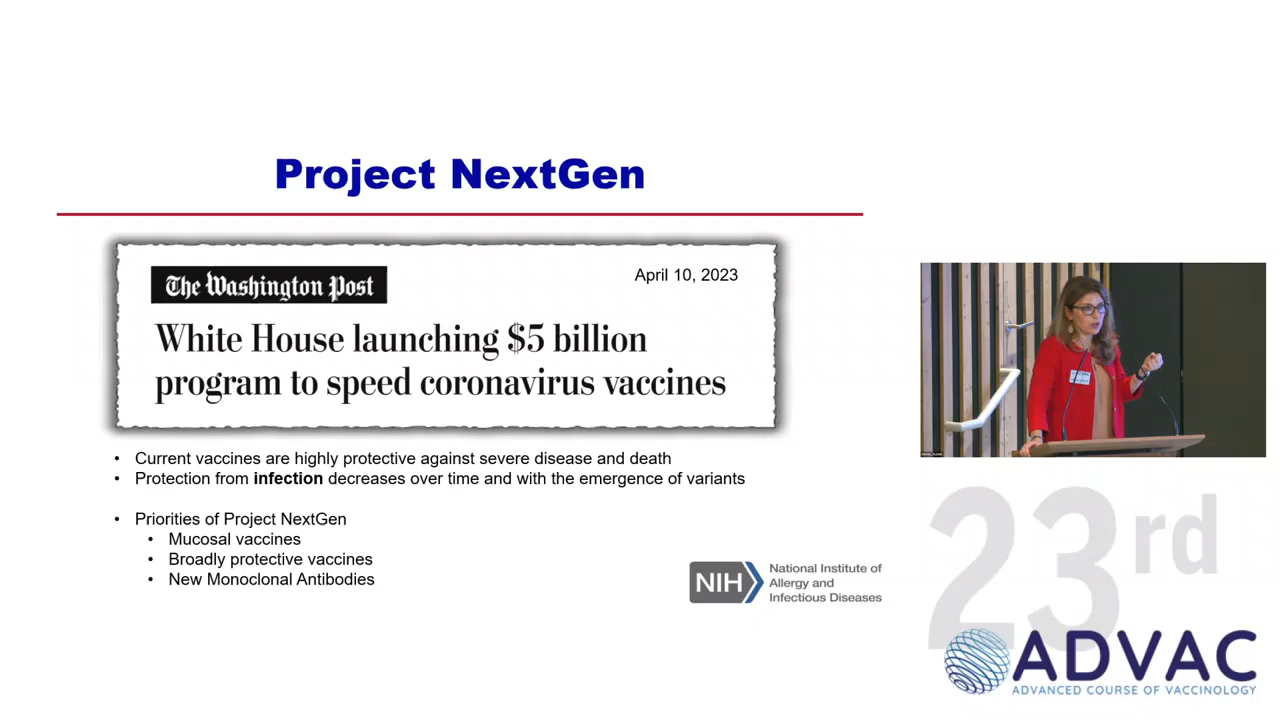 Project NextGen
The Washington Post
April 10, 2023
White House launching $5 billion
program to speed coronavirus vaccines
• Current vaccines are highly protective against severe disease and death
• Protection from infection decreases over time and with the emergence of variants
• Priorities of Project NextGen
• Mucosal vaccines
• Broadly protective vaccines
• New Monoclonal Antibodies
NIH
National Institute of
Allergy and
Infectious Diseases
23rd
ADVAC
ADVANCED COURSE OF VACCINOLOGY